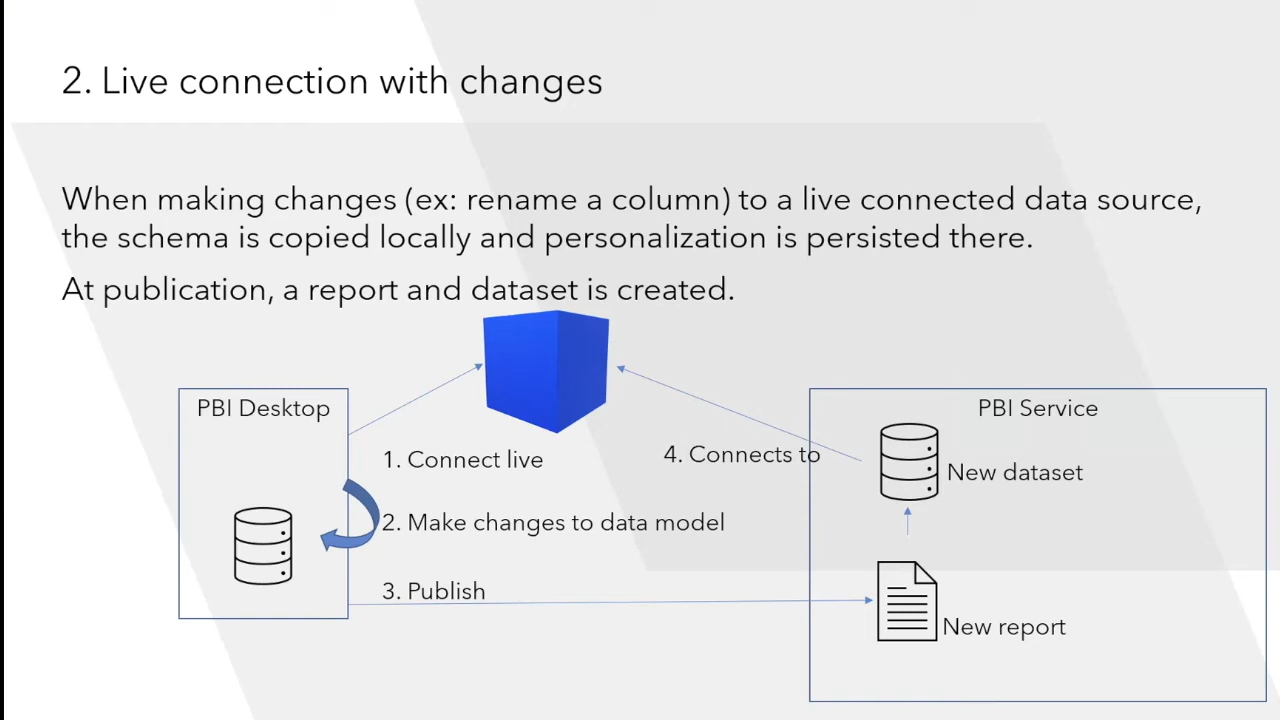 2. Live connection with changes
When making changes (ex: rename a column) to a live connected data source,
the schema is copied locally and personalization is persisted there.
At publication, a report and dataset is created.
PBI Desktop
PBI Service
1. Connect live
4. Connects to
New dataset
2. Make changes to data model
3. Publish
New report